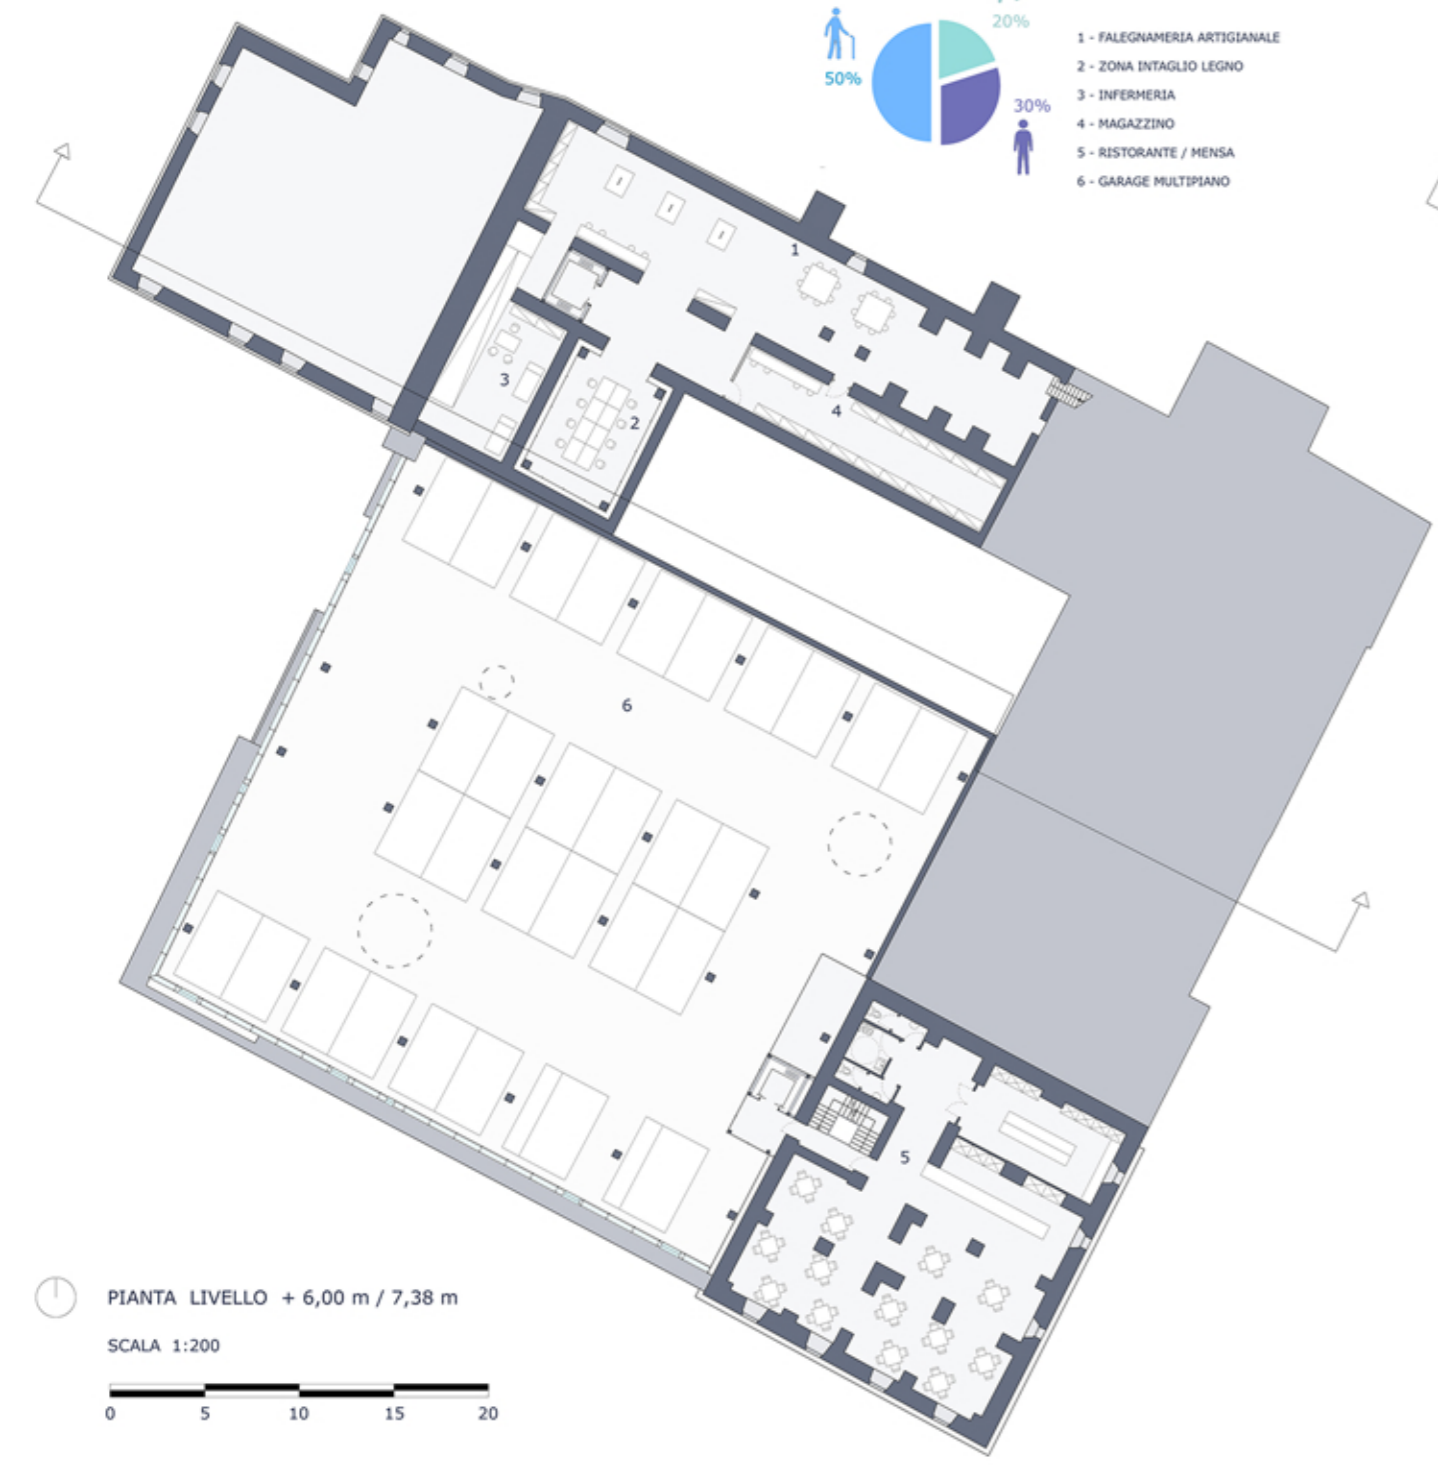 20%
50%
30%
1 - FALEGNAMERIA ARTIGIANALE
2 - ZONA INTAGLIO LEGNO
3 - INFERMERIA
4 - MAGAZZINO
5 - RISTORANTE / MENSA
6 - GARAGE MULTIPIANO
1
3
2
4
6
5
PIANTA LIVELLO + 6,00 m / 7,38 m
SCALA 1:200
0 5 10 15 20